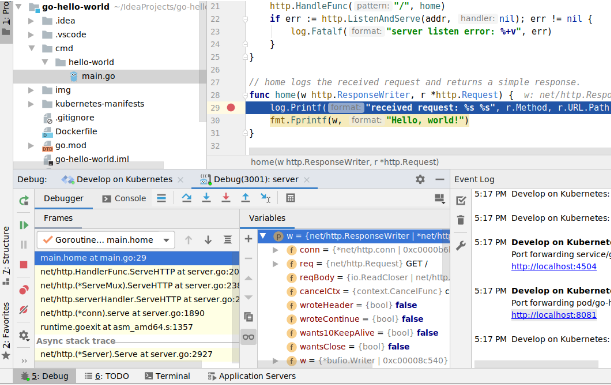 1: Pro
go-hello-world ~/IdeaProjects/go-hell
.idea
.vscode
cmd
hello-world
main.go
img
kubernetes-manifests
.gitignore
Dockerfile
go.mod
go-hello-world.iml
21 http.HandleFunc( pattern: "/", home)
22 if err := http.ListenAndServe(addr, handler: nil); err != nil {
23 log.Fatalf( format: "server listen error: %+v", err)
24 }
25 }
26
27 // home logs the received request and returns a simple response.
28 func home(w http.ResponseWriter, r *http.Request) { w: net/http.Respo
29 log.Printf( format: "received request: %s %s", r.Method, r.URL.Path
30 fmt.Fprintf(w, format: "Hello, world!")
31 }
32
home(w http.ResponseWriter, r *http.Request)
Debug: Develop on Kubernetes × Debug(3001): server ×
Debugger Console
Frames
Goroutine... main.home
main.home at main.go:29
net/http.HandlerFunc.ServeHTTP at server.go:20
net/http.(*ServeMux).ServeHTTP at server.go:23
net/http.serverHandler.ServeHTTP at server.go:2
net/http.(*conn).serve at server.go:1890
runtime.goexit at asm_amd64.s:1357
Async stack trace
net/http.(*Server).Serve at server.go:2927
Variables
w = {net/http.ResponseWriter | *net/htt
conn = {*net/http.conn | 0xc0000b6
req = {*net/http.Request} GET /
reqBody = {io.ReadCloser | net/http.
cancelCtx = {context.CancelFunc} c
wroteHeader = {bool} false
wroteContinue = {bool} false
wants10KeepAlive = {bool} false
wantsClose = {bool} false
w = {*bufio.Writer | 0xc00008c540}
Event Log
5:17 PM Develop on Kubernetes:
5:17 PM Develop on Kubernetes:
5:17 PM Develop on Kubernete
Port forwarding service/g
http://localhost:4504
5:17 PM Develop on Kubernete
Port forwarding pod/go-h
http://localhost:8081
5:17 PM Develop on Kubernetes:
Z: Structure
2: Favorites
5: Debug 6: TODO Terminal Application Servers